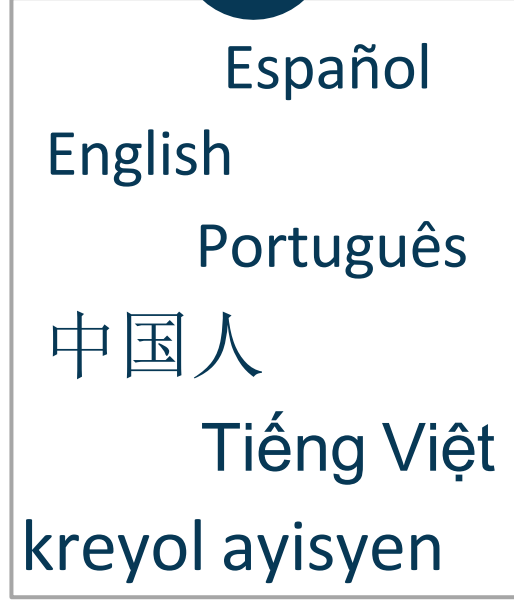 Español
English
Português
中国人
Tiếng Việt
kreyol ayisyen